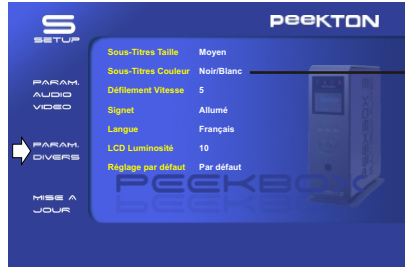 S
SETUP
PeeKTON
Sous-Titres Taille Moyen
Sous-Titres Couleur Noir/Blanc
Défilement Vitesse 5
Signet Allumé
Langue Français
LCD Luminosité 10
Réglage par défaut Par défaut
PARAM.
AUDIO
VIDEO
PARAM.
DIVERS
MISE A
JOUR
PEEKBOX